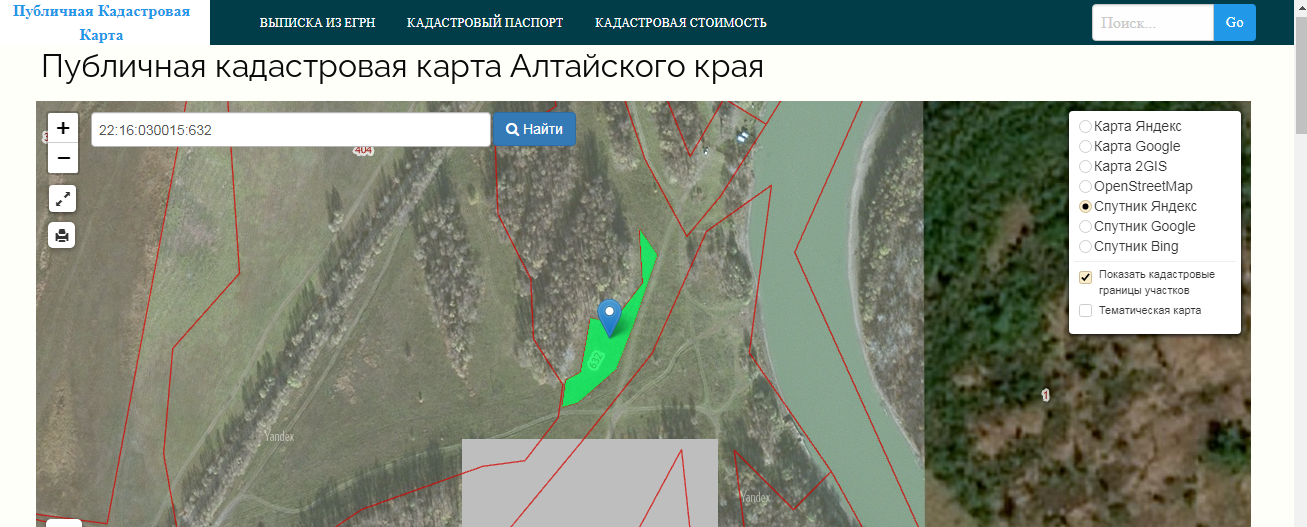 Публичная Кадастровая
Карта
ВЫПИСКА ИЗ ЕГРН
КАДАСТРОВЫЙ ПАСПОРТ
КАДАСТРОВАЯ СТОИМОСТЬ
Поиск...
Go
Публичная кадастровая карта Алтайского края
+
−
22:16:030015:632
Найти
404
632
1
Yandex
Yandex
Карта Яндекс
Карта Google
Карта 2GIS
OpenStreetMap
Спутник Яндекс
Спутник Google
Спутник Bing
Показать кадастровые
границы участков
Тематическая карта